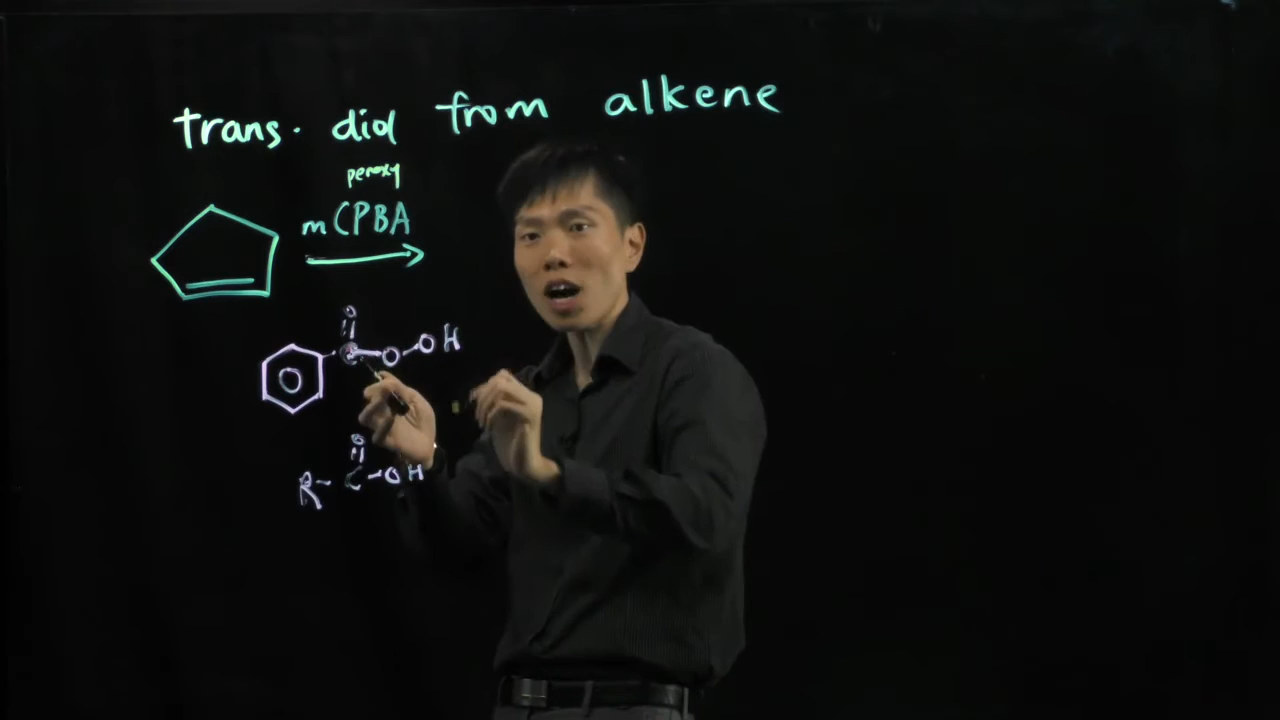 trans. diol from alkene
peroxy
mCPBA
O
C-O-OH
O
R-C-OH